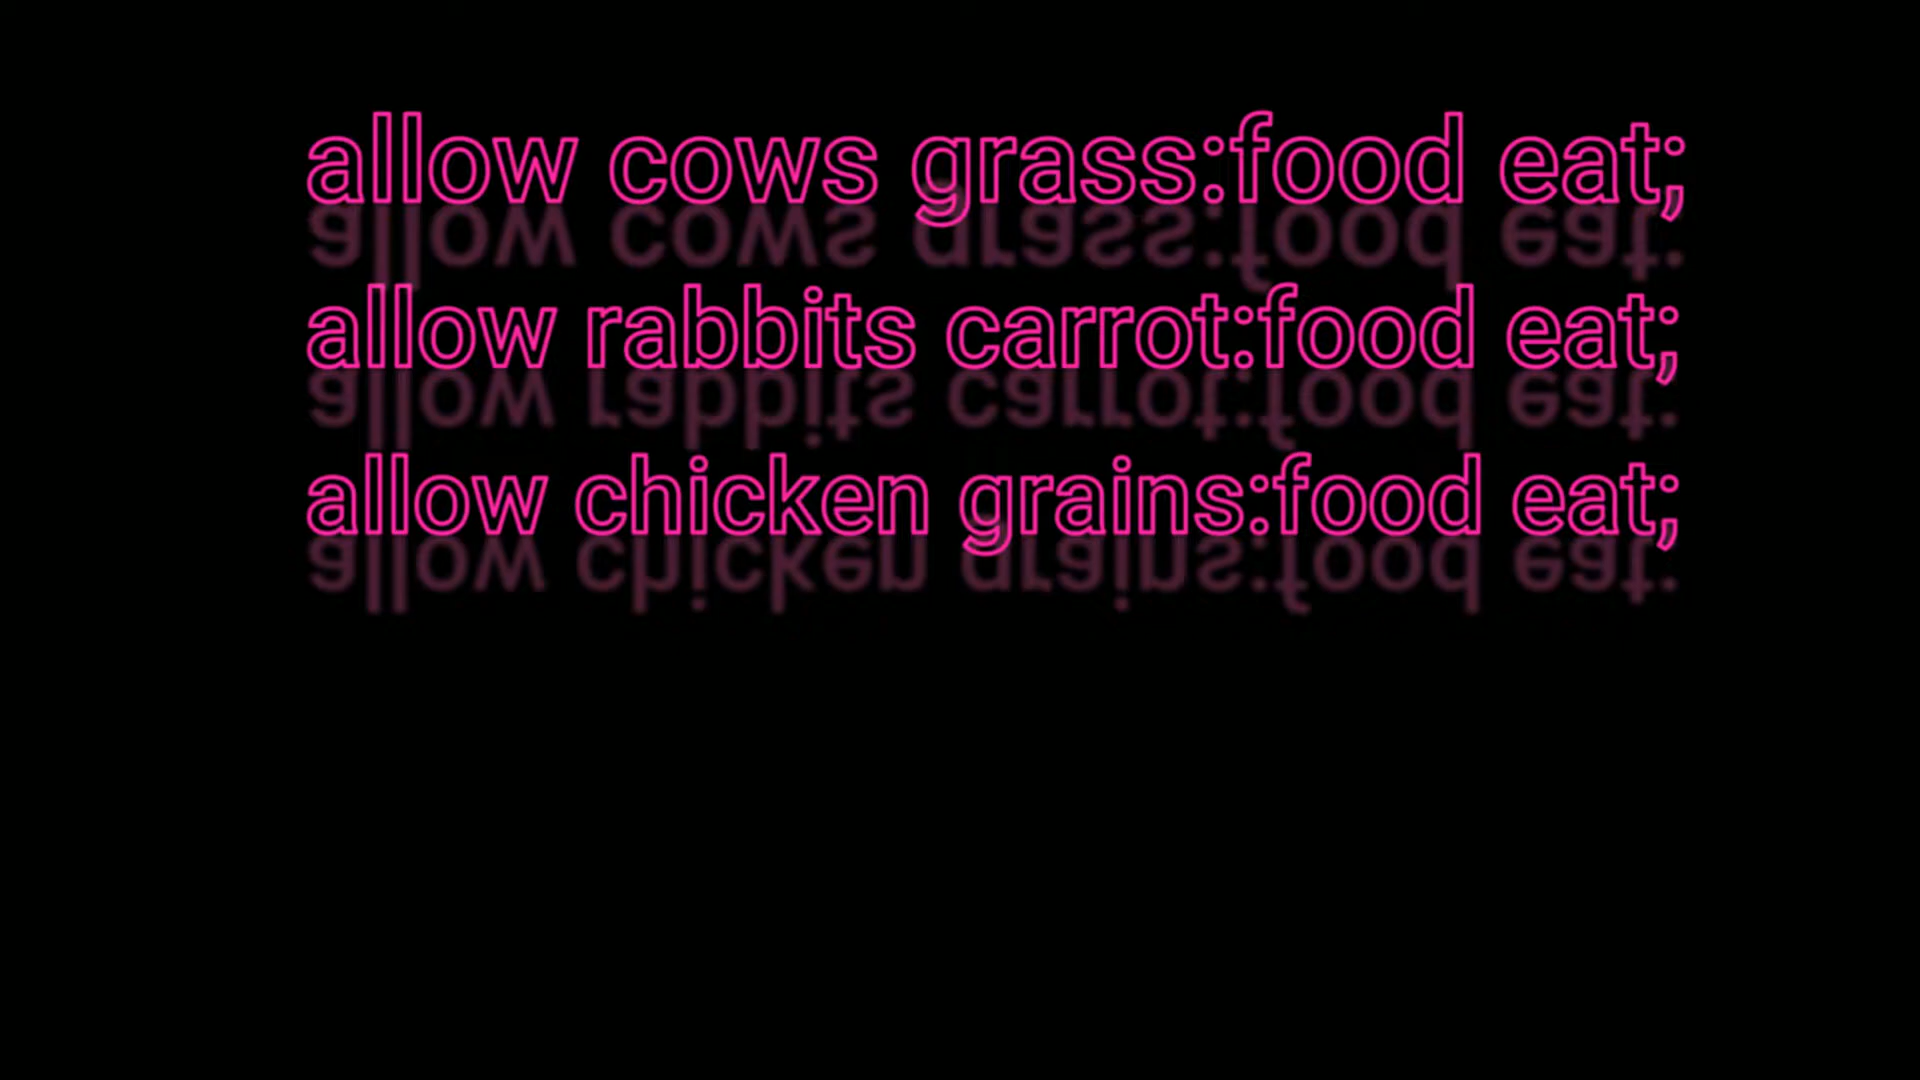 allow cows grass:food eat;
allow rabbits carrot:food eat;
allow chicken grains:food eat;